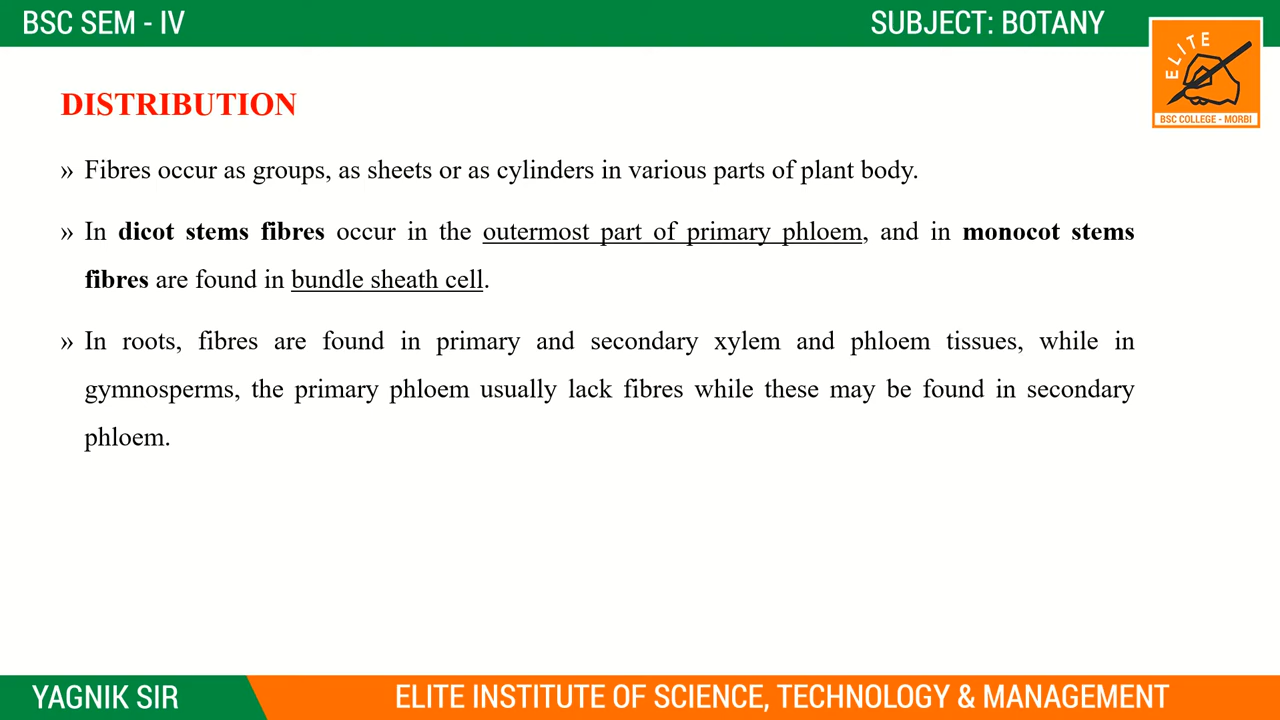 BSC SEM - IV
SUBJECT: BOTANY
ELITE
BSC COLLEGE - MORBI
DISTRIBUTION
» Fibres occur as groups, as sheets or as cylinders in various parts of plant body.
» In dicot stems fibres occur in the outermost part of primary phloem, and in monocot stems
fibres are found in bundle sheath cell.
» In roots, fibres are found in primary and secondary xylem and phloem tissues, while in
gymnosperms, the primary phloem usually lack fibres while these may be found in secondary
phloem.
YAGNIK SIR
ELITE INSTITUTE OF SCIENCE, TECHNOLOGY & MANAGEMENT